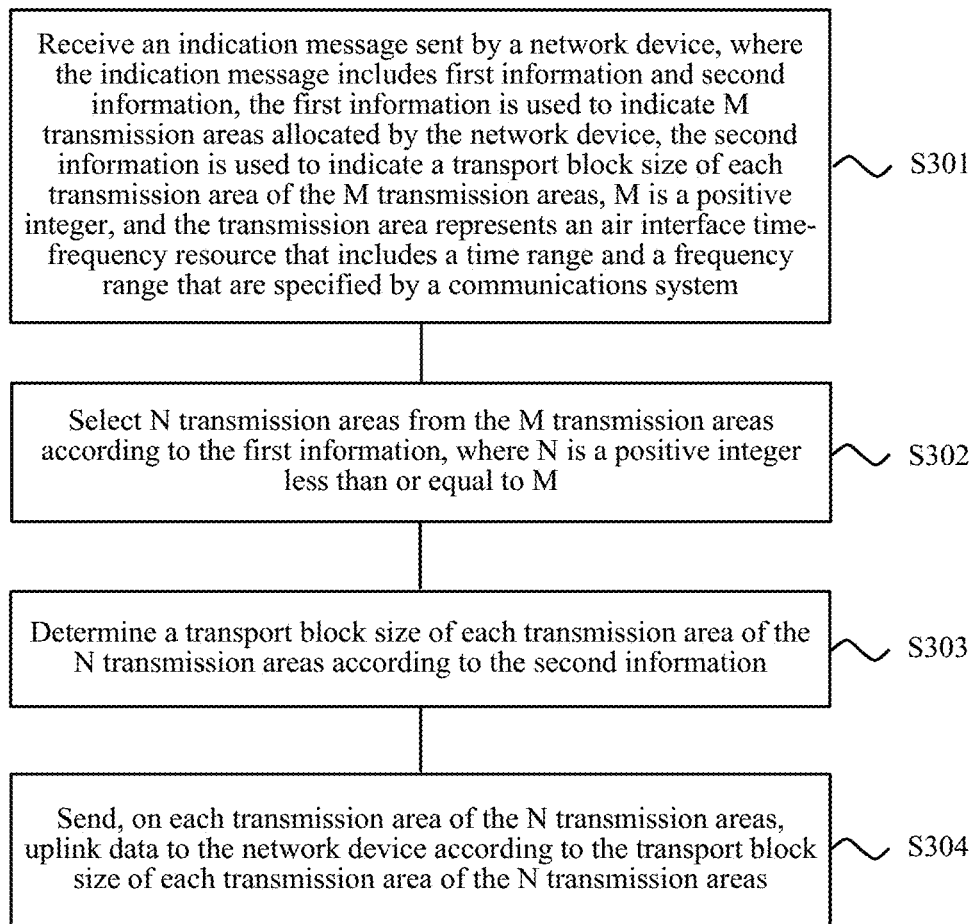 Receive an indication message sent by a network device, where
the indication message includes first information and second
information, the first information is used to indicate M
transmission areas allocated by the network device, the second
information is used to indicate a transport block size of each
transmission area of the M transmission areas, M is a positive
integer, and the transmission area represents an air interface time-
frequency resource that includes a time range and a frequency
range that are specified by a communications system
S301
Select N transmission areas from the M transmission areas
according to the first information, where N is a positive integer
less than or equal to M
S302
Determine a transport block size of each transmission area of the
N transmission areas according to the second information
S303
Send, on each transmission area of the N transmission areas,
uplink data to the network device according to the transport block
size of each transmission area of the N transmission areas
S304